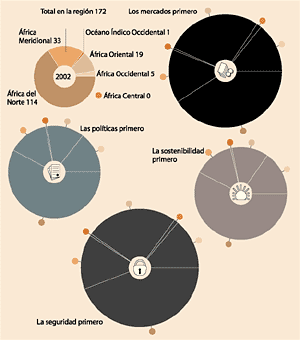 Total en la región 172
Los mercados primero
África
Meridional 33
Océano Índico Occidental 1
África Oriental 19
2002
África Occidental 5
África del
Norte 114
África Central 0
Las políticas primero
La sostenibilidad
primero
La seguridad primero